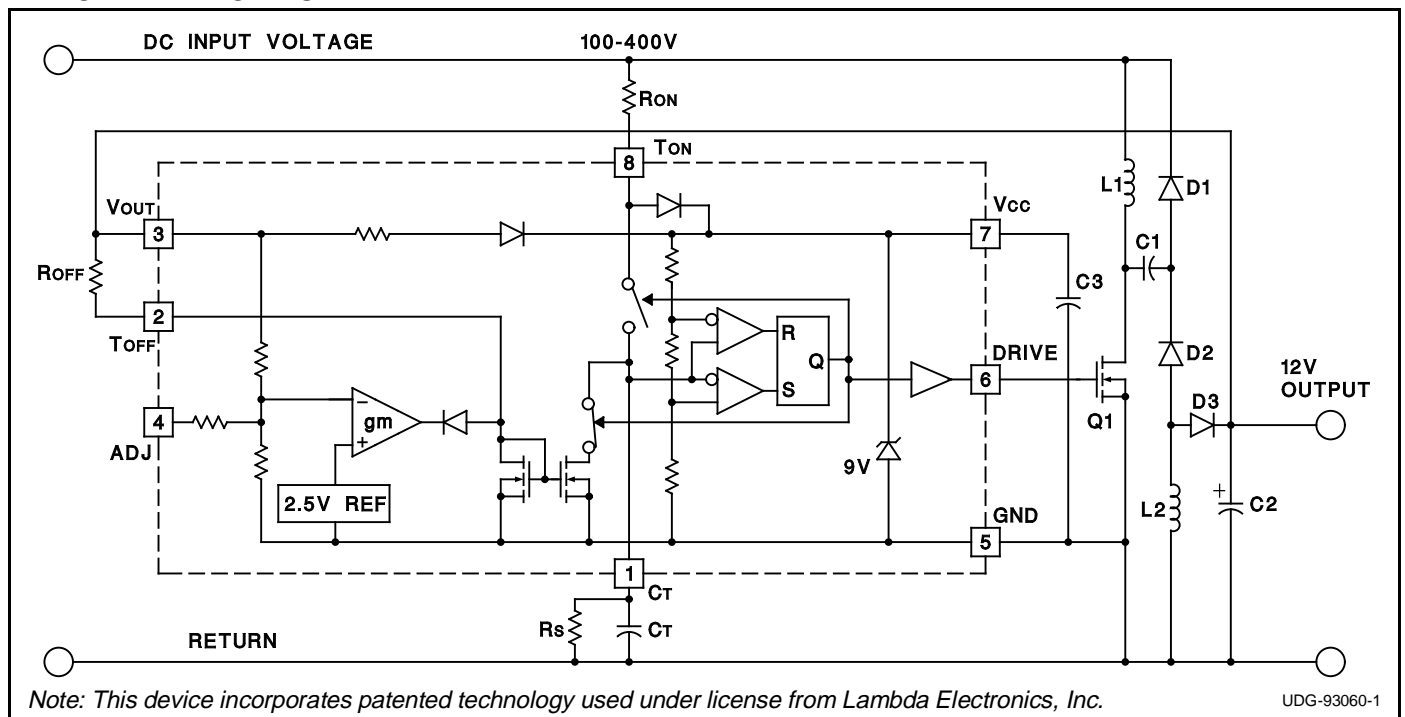 DC INPUT VOLTAGE 100-400V
RON
8 TON
L1 D1
VOUT
3
VCC
7
C1
ROFF
C3
2
TOFF
R
Q
S
DRIVE
6
D2
12V
OUTPUT
D3
4
ADJ
gm
−
+
Q1
9V
2.5V REF
GND
5
L2
+
C2
1
CT
RS
CT
RETURN
Note: This device incorporates patented technology used under license from Lambda Electronics, Inc.
UDG-93060-1